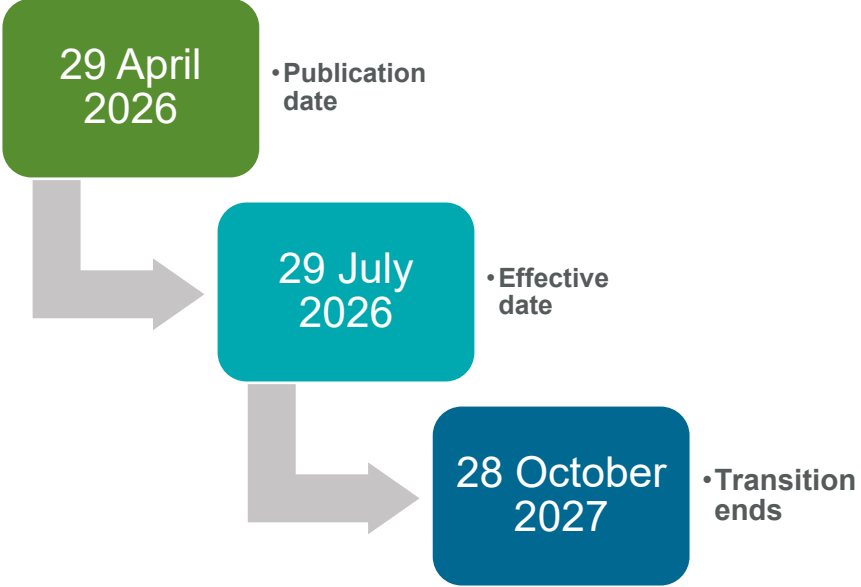 29 April
2026
•Publication
date
29 July
2026
•Effective
date
28 October
2027
•Transition
ends